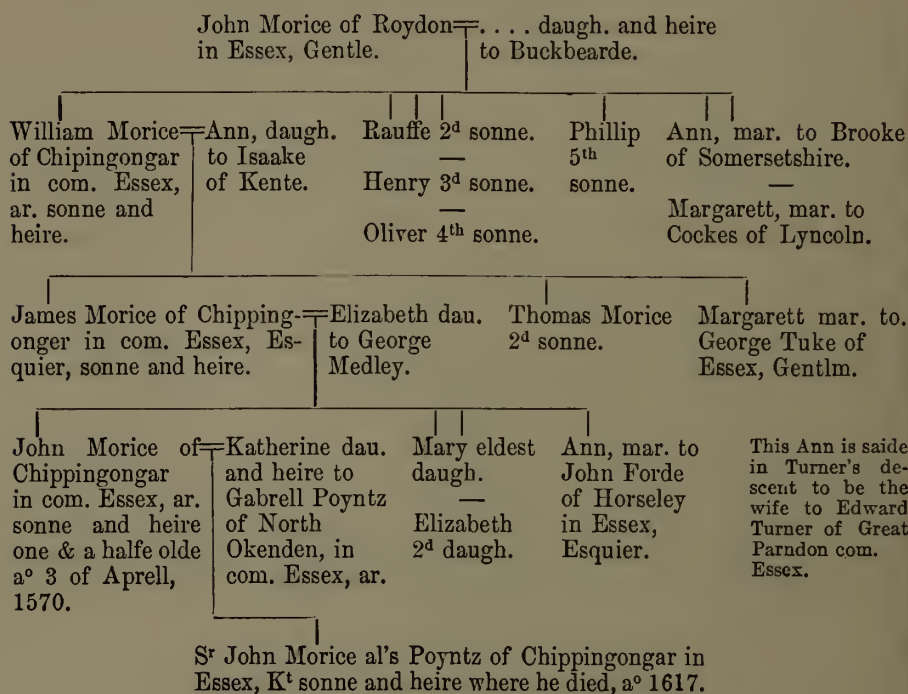 John Morice of Roydon=. . . . daugh. and heire
in Essex, Gentle. to Buckbearde.
William Morice=Ann, daugh.
of Chipingongar to Isaake
in com. Essex, of Kente.
ar. sonne and
heire.
Rauffe 2d sonne.
—
Henry 3d sonne.
—
Oliver 4th sonne.
Phillip
5th
sonne.
Ann, mar. to Brooke
of Somersetshire.
—
Margarett, mar. to
Cockes of Lyncoln.
James Morice of Chipping-=Elizabeth dau.
onger in com. Essex, Es- to George
quier, sonne and heire. Medley.
Thomas Morice
2d sonne.
Margarett mar. to.
George Tuke of
Essex, Gentlm.
John Morice of=Katherine dau.
Chippingongar and heire to
in com. Essex, ar. Gabrell Poyntz
sonne and heire of North
one & a halfe olde Okenden, in
ao 3 of Aprell, com. Essex, ar.
1570.
Mary eldest
daugh.
—
Elizabeth
2d daugh.
Ann, mar. to
John Forde
of Horseley
in Essex,
Esquier.
This Ann is saide
in Turner's de-
scent to be the
wife to Edward
Turner of Great
Parndon com.
Essex.
Sr John Morice al's Poyntz of Chippingongar in
Essex, Kt sonne and heire where he died, ao 1617.